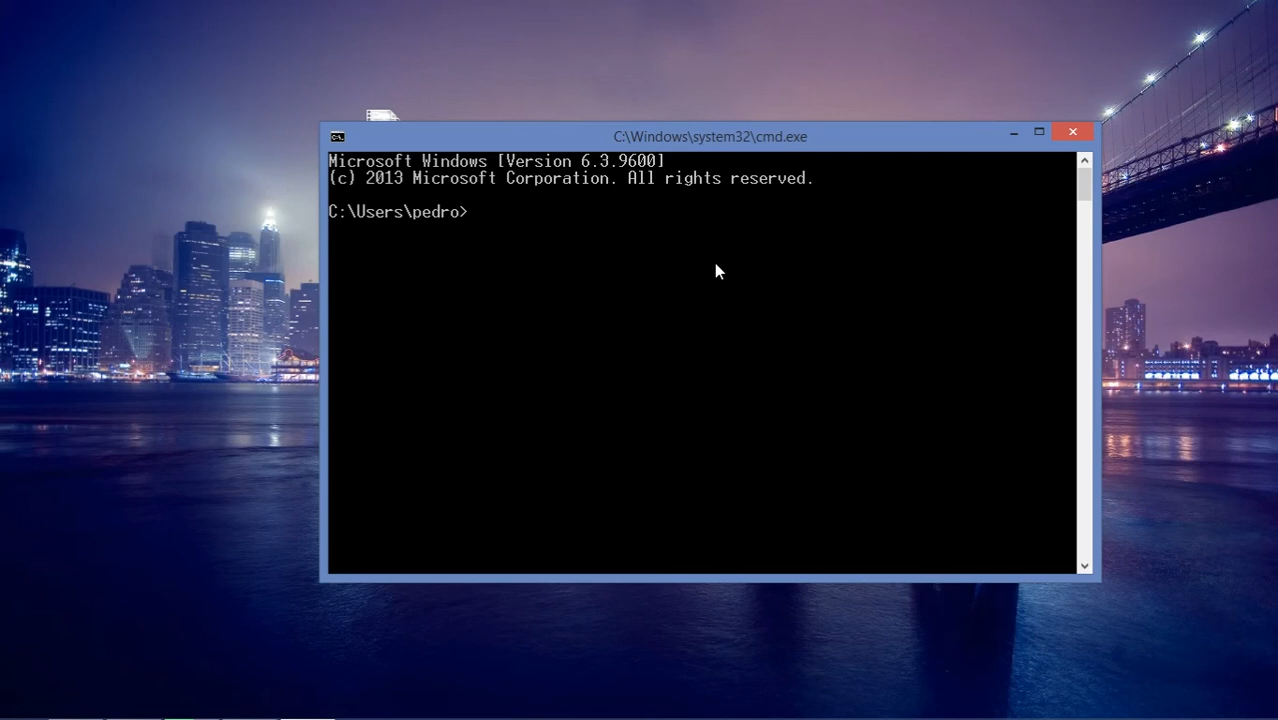 C:\Windows\system32\cmd.exe
Microsoft Windows [Version 6.3.9600]
(c) 2013 Microsoft Corporation. All rights reserved.
C:\Users\pedro>